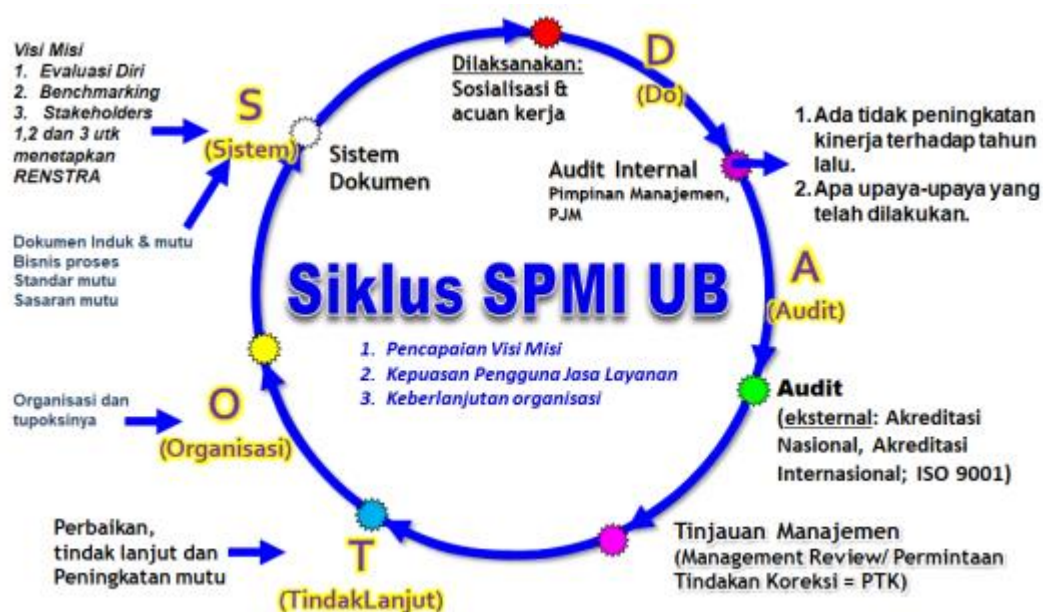 Visi Misi
1. Evaluasi Diri
2. Benchmarking
3. Stakeholders
1,2 dan 3 utk
menetapkan
RENSTRA
S
(Sistem)
Dokumen Induk & mutu
Bisnis proses
Standar mutu
Sasaran mutu
Sistem
Dokumen
Dilaksanakan:
Sosialisasi &
acuan kerja
D
(Do)
Audit Internal
Pimpinan Manajemen,
PJM
1. Ada tidak peningkatan
kinerja terhadap tahun
lalu.
2. Apa upaya-upaya yang
telah dilakukan.
A
(Audit)
Siklus SPMI UB
1. Pencapaian Visi Misi
2. Kepuasan Pengguna Jasa Layanan
3. Keberlanjutan organisasi
Audit
(eksternal: Akreditasi
Nasional, Akreditasi
Internasional; ISO 9001)
Tinjauan Manajemen
(Management Review/ Permintaan
Tindakan Koreksi = PTK)
T
(TindakLanjut)
Perbaikan,
tindak lanjut dan
Peningkatan mutu
O
(Organisasi)
Organisasi dan
tupoksinya